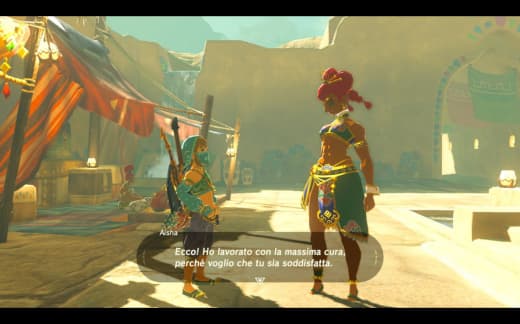 Aisha
Ecco! Ho lavorato con la massima cura,
perché voglio che tu sia soddisfatta.